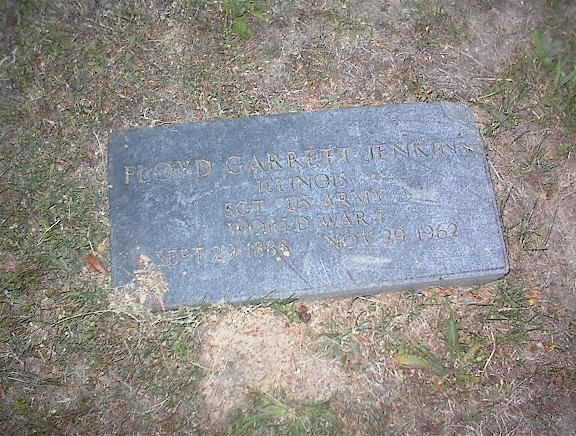 FLOYD GARRETT JENKINS
ILLINOIS
SGT US ARMY
WORLD WAR I
SEPT 29 1888 NOV 29 1962